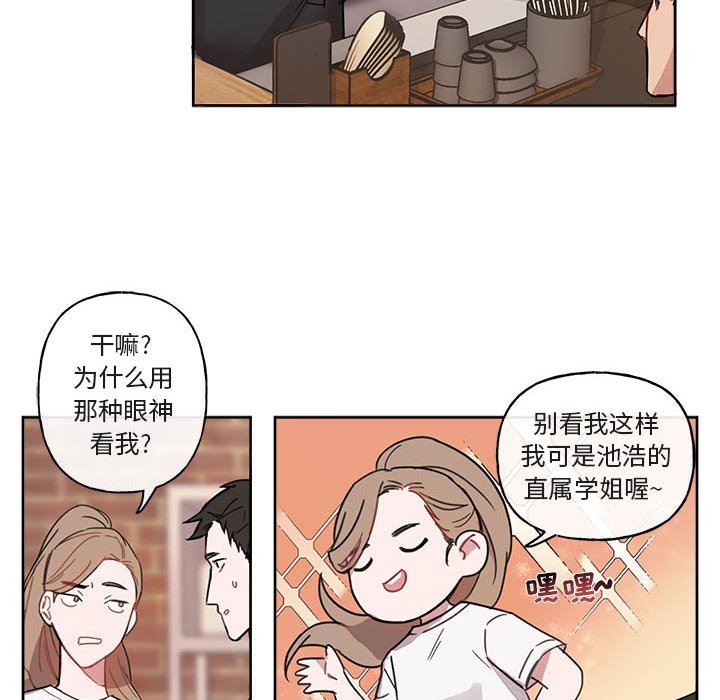 干嘛?
为什么用
那种眼神
看我?
别看我这样
我可是池浩的
直属学姐喔~
嘿嘿~